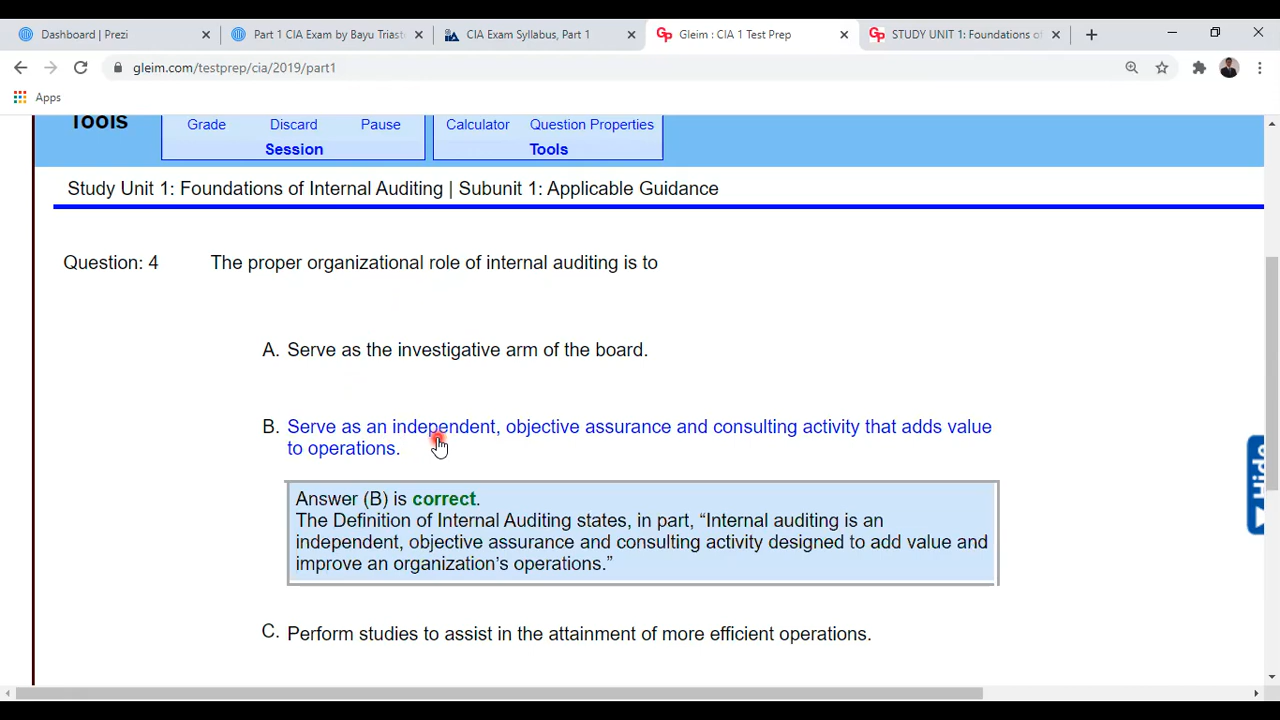 Dashboard | Prezi
Part 1 CIA Exam by Bayu Triast
CIA Exam Syllabus, Part 1
Gleim : CIA 1 Test Prep
STUDY UNIT 1: Foundations of
gleim.com/testprep/cia/2019/part1
Apps
Tools
Grade Discard Pause
Session
Calculator Question Properties
Tools
Study Unit 1: Foundations of Internal Auditing | Subunit 1: Applicable Guidance
Question: 4 The proper organizational role of internal auditing is to
A. Serve as the investigative arm of the board.
B. Serve as an independent, objective assurance and consulting activity that adds value
to operations.
Answer (B) is correct.
The Definition of Internal Auditing states, in part, “Internal auditing is an
independent, objective assurance and consulting activity designed to add value and
improve an organization’s operations.”
C. Perform studies to assist in the attainment of more efficient operations.